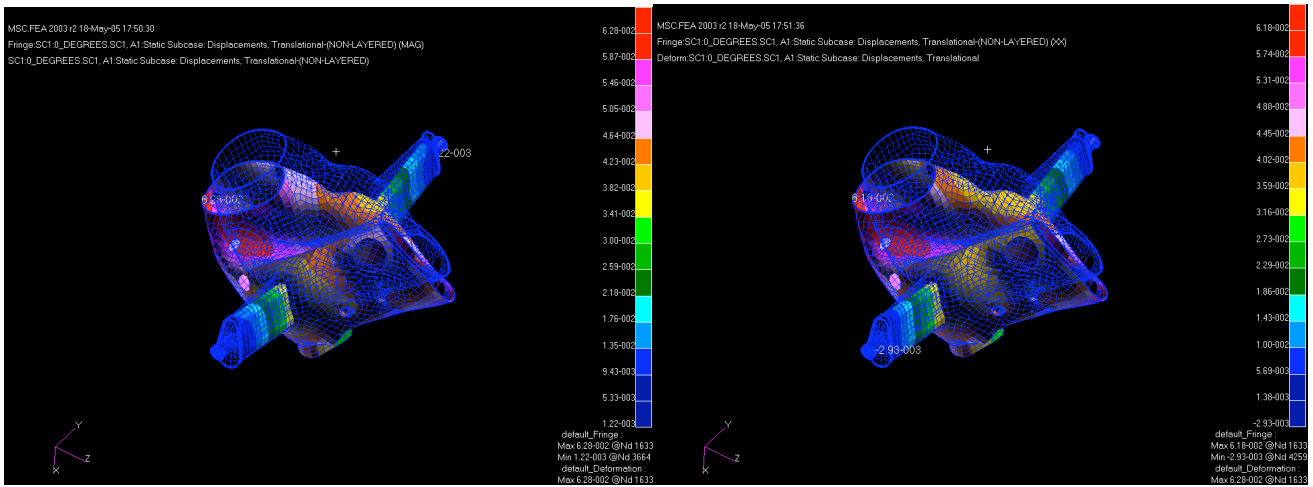 MSC.FEA 2003 r2 18-May-05 17:50:30
Fringe:SC1:0_DEGREES.SC1, A1:Static Subcase: Displacements, Translational-(NON-LAYERED) (MAG)
SC1:0_DEGREES.SC1, A1:Static Subcase: Displacements, Translational-(NON-LAYERED)
6.28-002
5.87-002
5.46-002
5.05-002
4.64-002
4.23-002
3.82-002
3.41-002
3.00-002
2.59-002
2.18-002
1.76-002
1.35-002
9.43-003
5.33-003
1.22-003
22-003
6.28-002
Y
Z
X
default_Fringe :
Max 6.28-002 @Nd 1633
Min 1.22-003 @Nd 3664
default_Deformation :
Max 6.28-002 @Nd 1633
MSC.FEA 2003 r2 18-May-05 17:51:36
Fringe:SC1:0_DEGREES.SC1, A1:Static Subcase: Displacements, Translational-(NON-LAYERED) (XX)
Deform:SC1:0_DEGREES.SC1, A1:Static Subcase: Displacements, Translational
6.18-002
5.74-002
5.31-002
4.88-002
4.45-002
4.02-002
3.59-002
3.16-002
2.73-002
2.29-002
1.86-002
1.43-002
1.00-002
5.69-003
1.38-003
-2.93-003
6.18-002
-2.93-003
Y
Z
X
default_Fringe :
Max 6.18-002 @Nd 1633
Min -2.93-003 @Nd 4259
default_Deformation :
Max 6.28-002 @Nd 1633